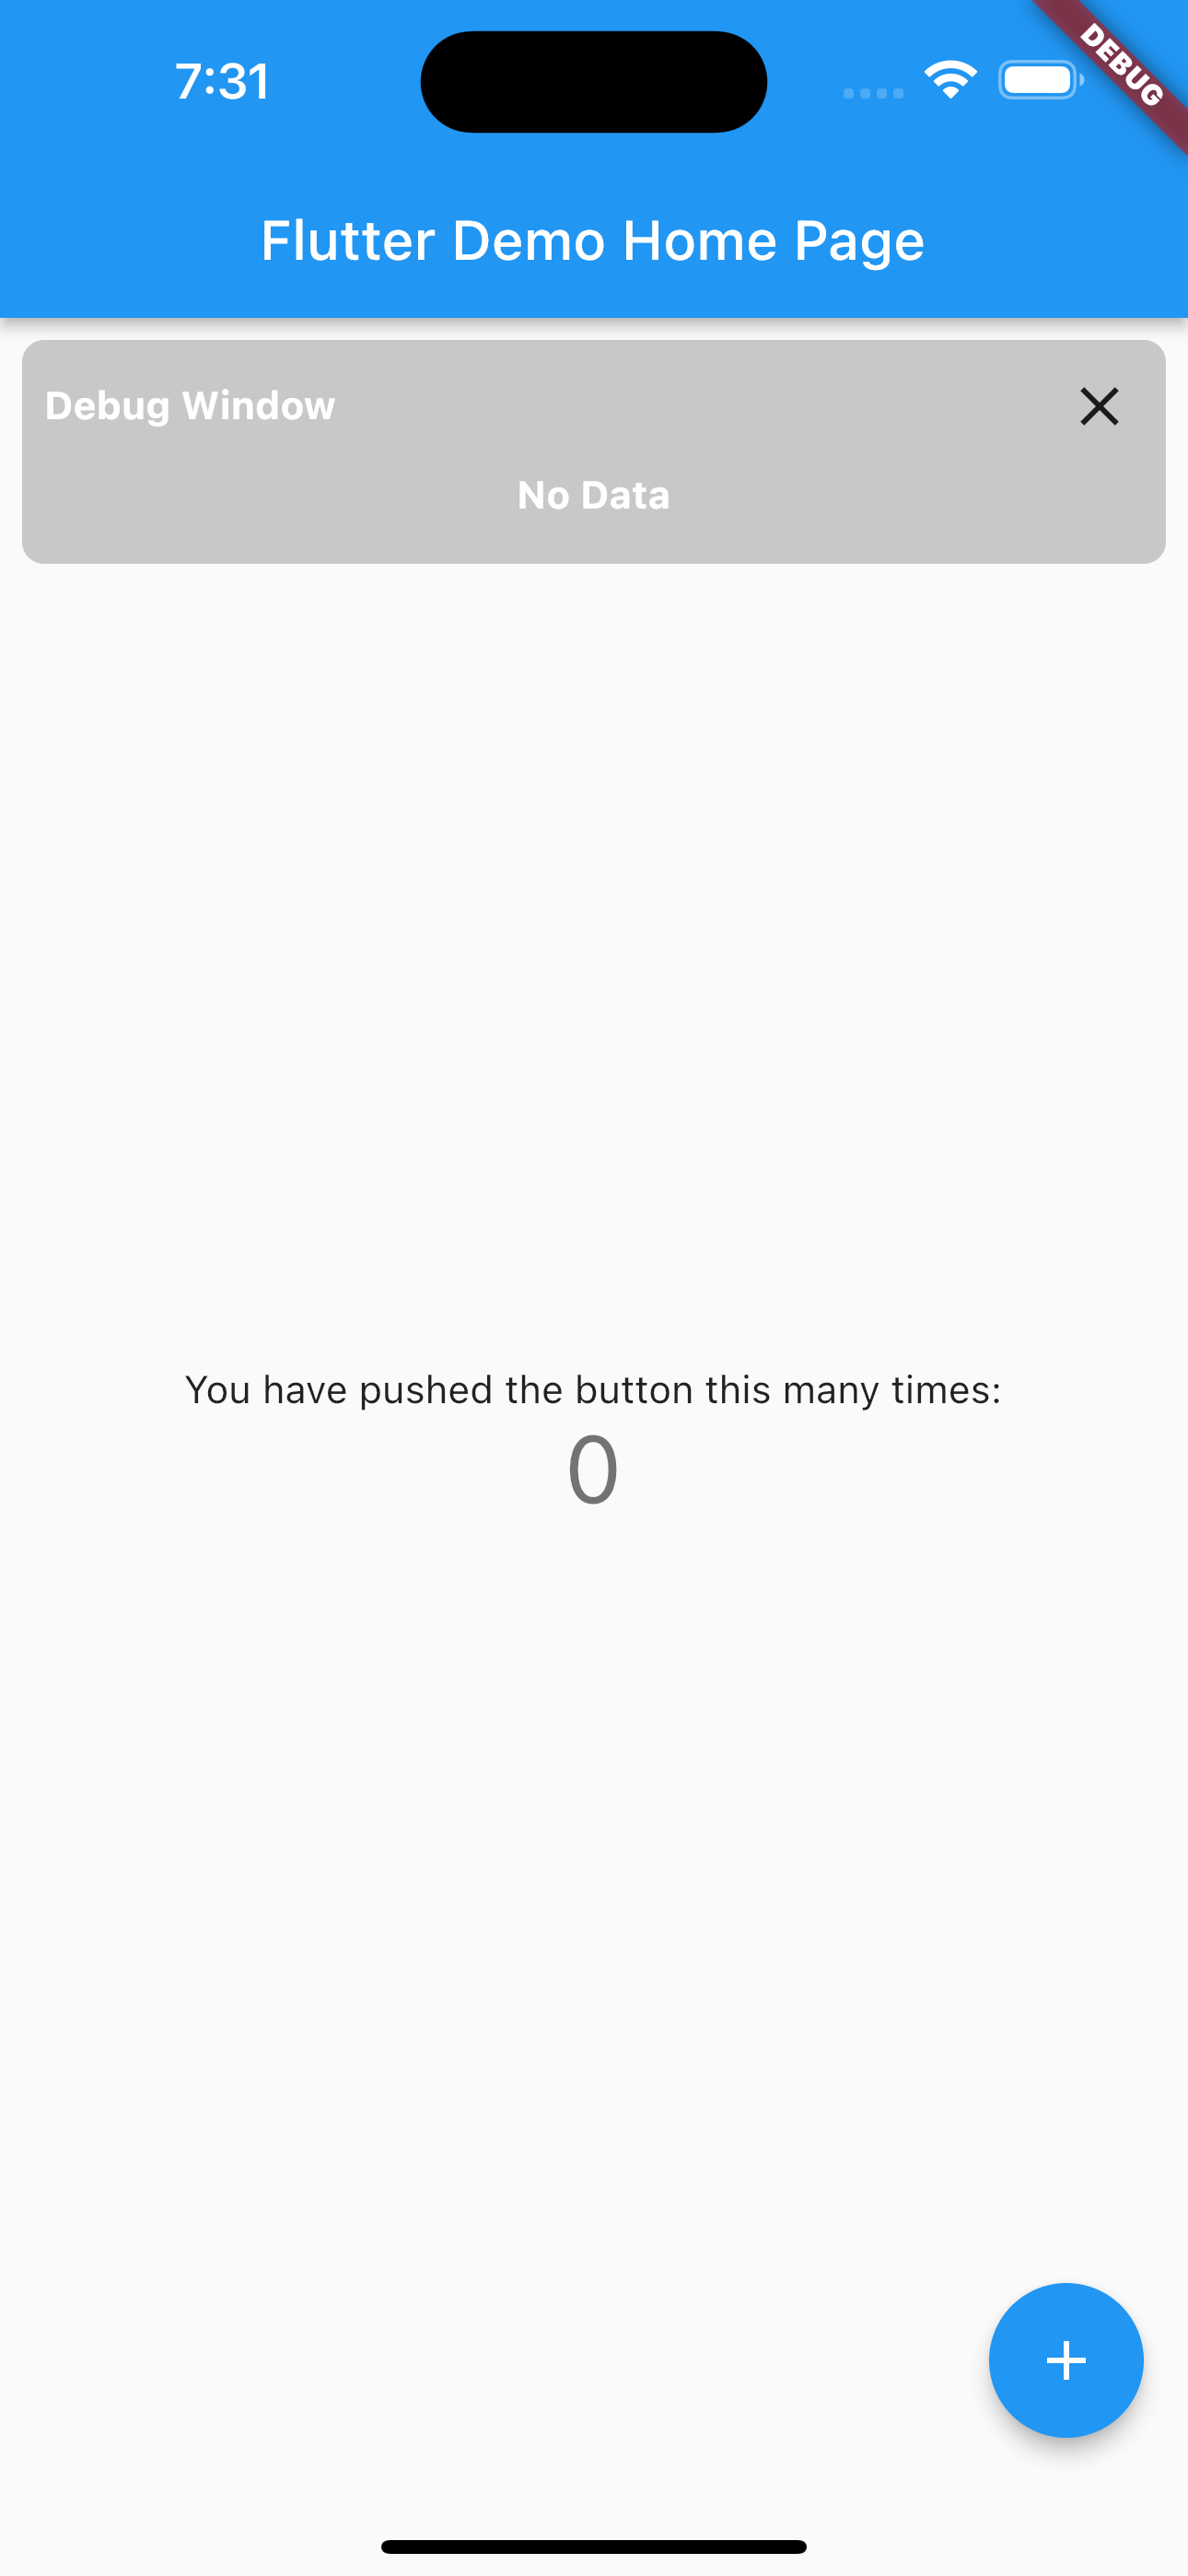 7:31
DEBUG
Flutter Demo Home Page
Debug Window
No Data
You have pushed the button this many times:
0